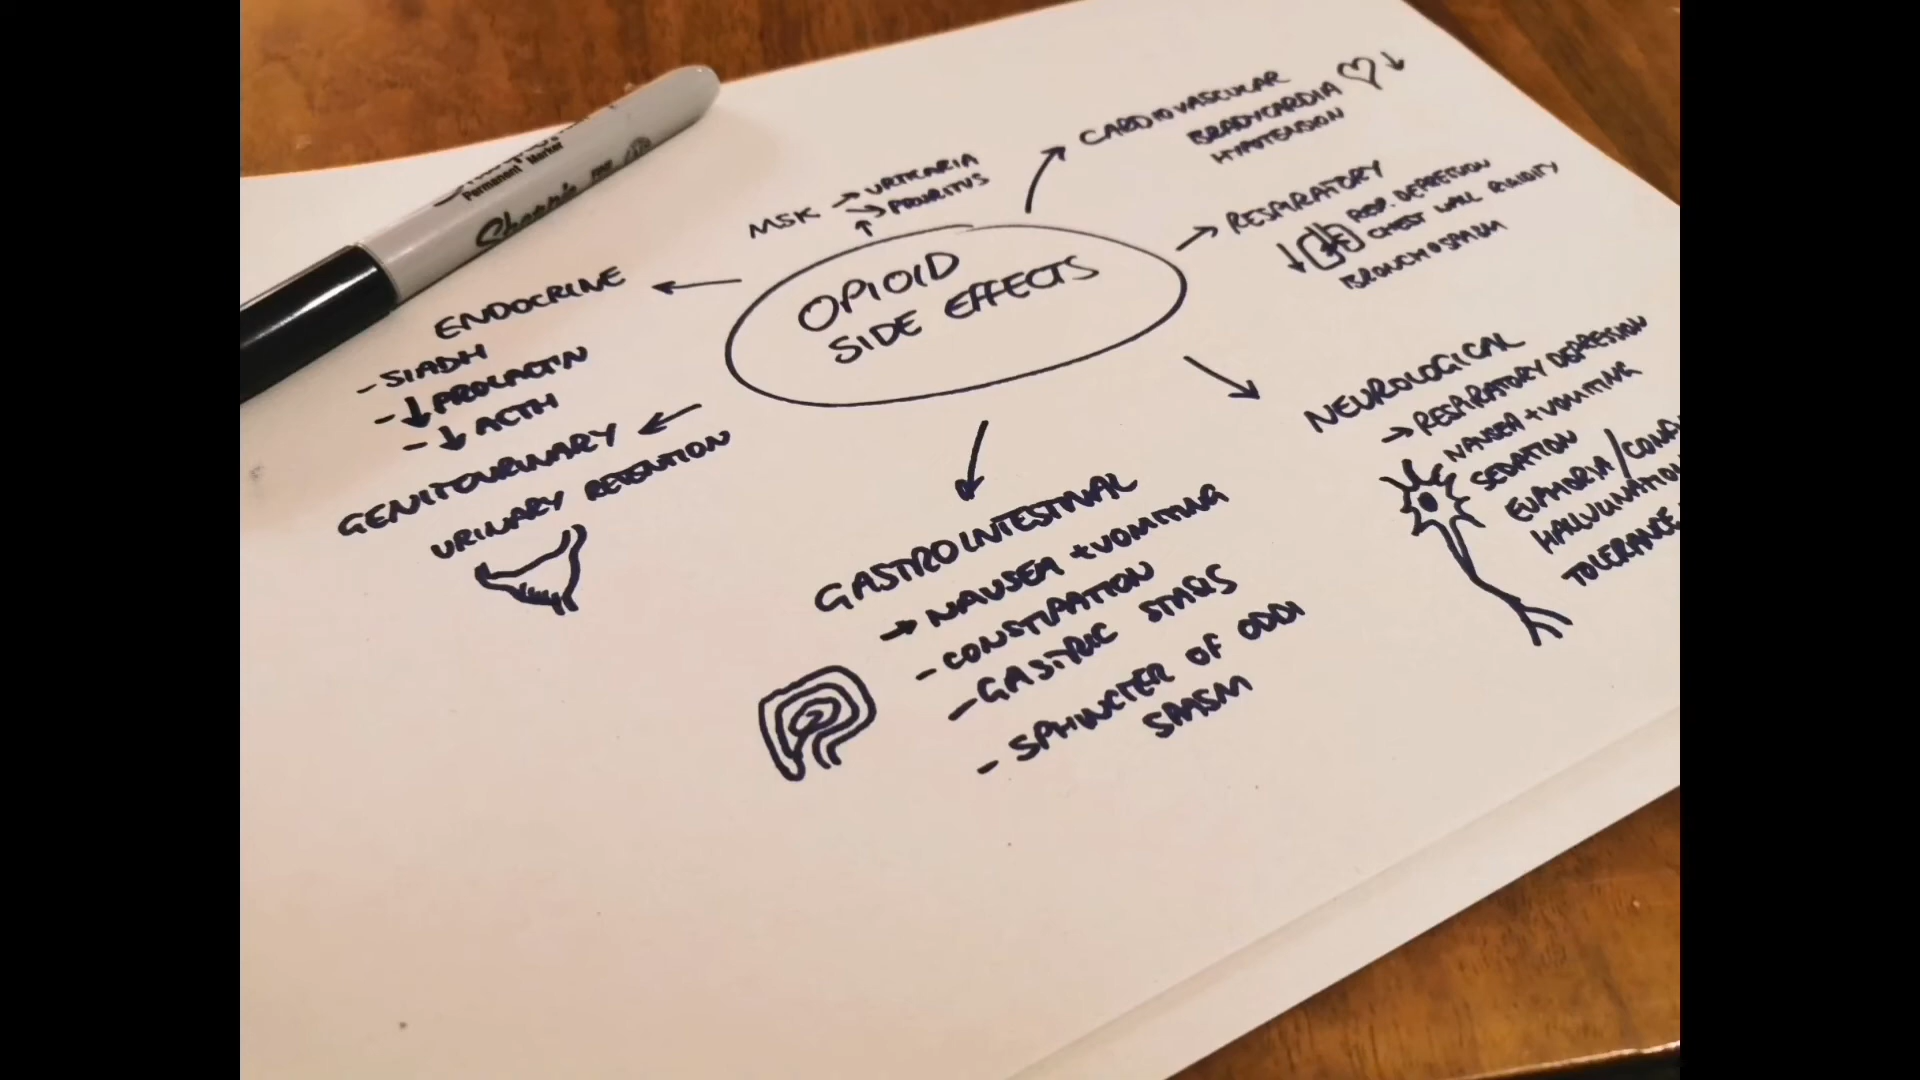 Permanent Marker
Sharpie
OPIOID
SIDE EFFECTS
CARDIOVASCULAR
BRADYCARDIA
HYPOTENSION
RESPIRATORY
RESP. DEPRESSION
CHEST WALL RIGIDITY
BRONCHOSPASM
NEUROLOGICAL
→ RESPIRATORY DEPRESSION
NAUSEA + VOMITING
SEDATION
EUPHORIA /
TOLERANCE
GASTROINTESTINAL
→ NAUSEA + VOMITING
- CONSTIPATION
- GASTRIC STASIS
- SPHINCTER OF ODDI
SPASM
GENITOURINARY
URINARY RETENTION
ENDOCRINE
- SIADH
- ↓ PROLACTIN
- ↓ ACTH
MSK → URTICARIA
→ PRURITUS